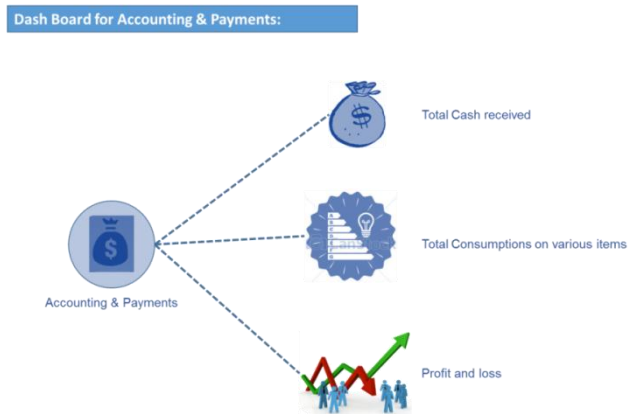 Dash Board for Accounting & Payments:
$
Total Cash received
$
Total Consumptions on various items
Accounting & Payments
Profit and loss